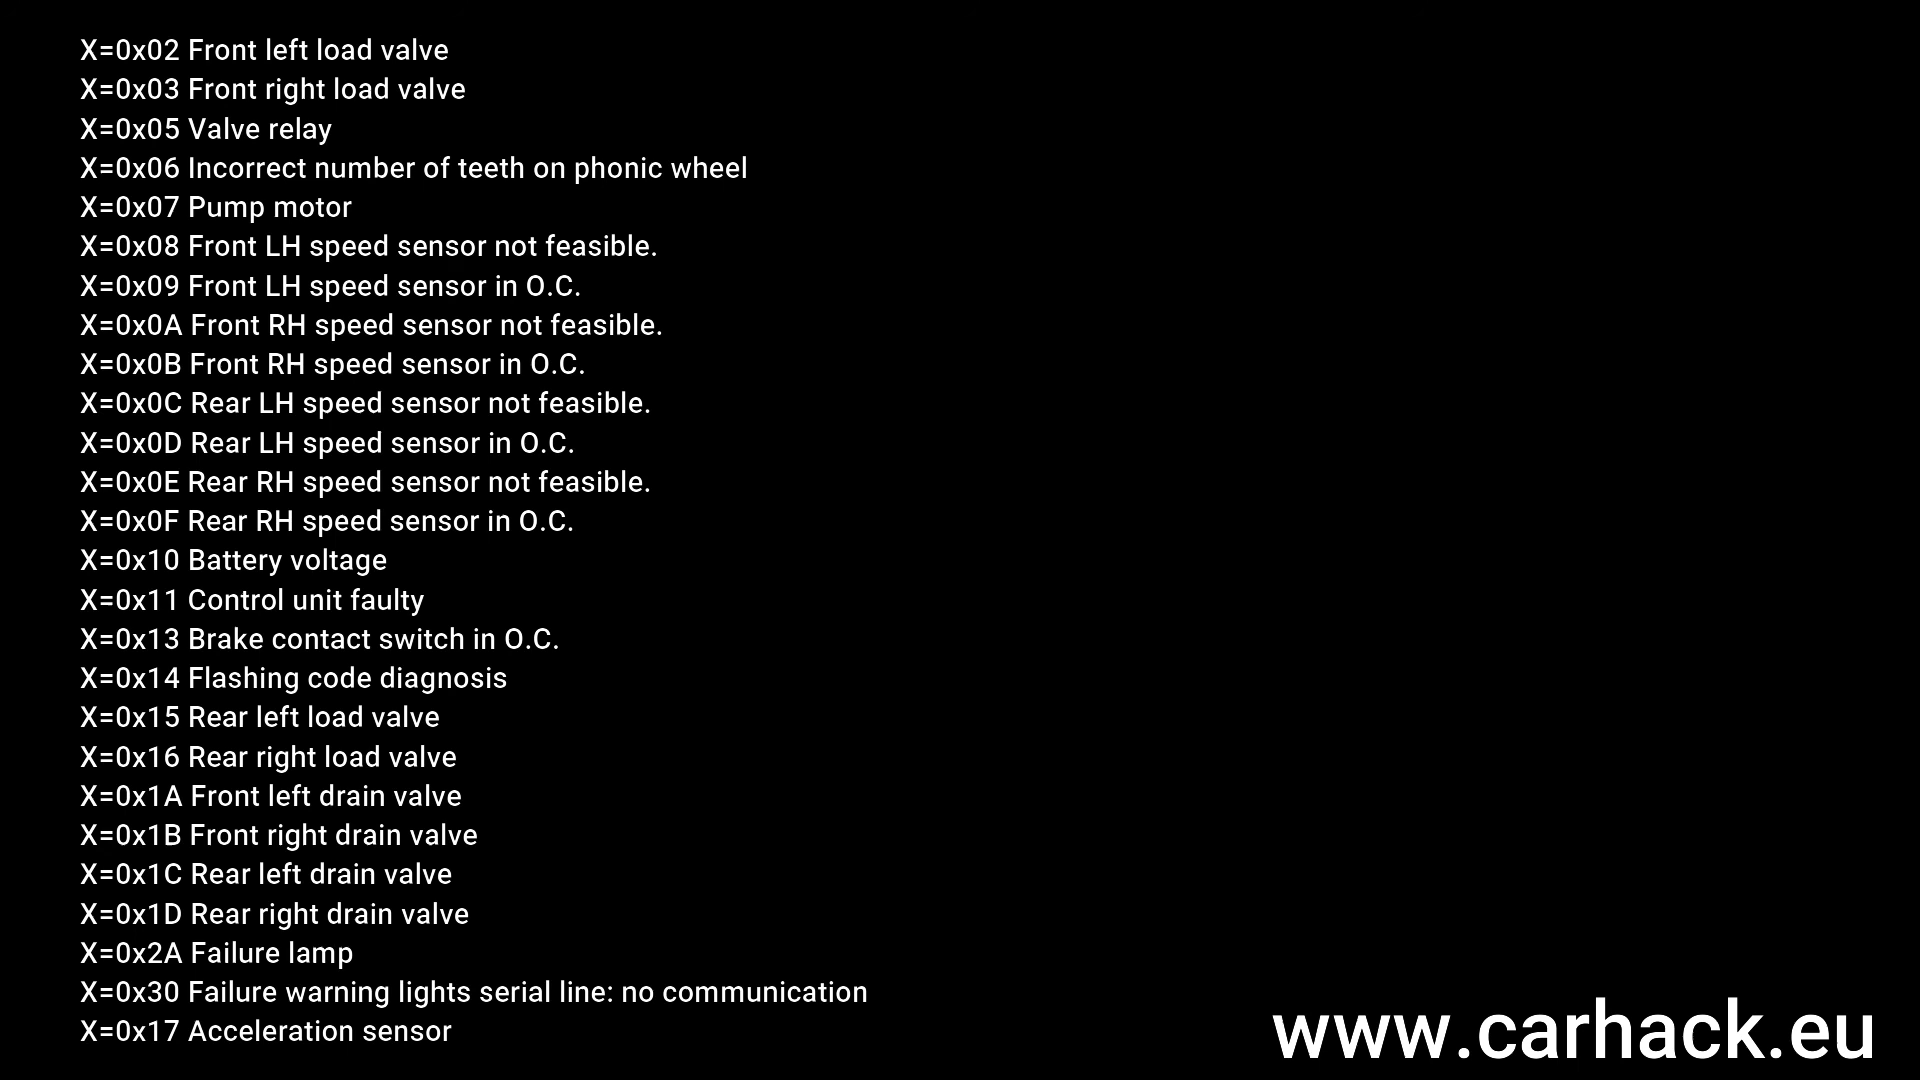 X=0x02 Front left load valve
X=0x03 Front right load valve
X=0x05 Valve relay
X=0x06 Incorrect number of teeth on phonic wheel
X=0x07 Pump motor
X=0x08 Front LH speed sensor not feasible.
X=0x09 Front LH speed sensor in O.C.
X=0x0A Front RH speed sensor not feasible.
X=0x0B Front RH speed sensor in O.C.
X=0x0C Rear LH speed sensor not feasible.
X=0x0D Rear LH speed sensor in O.C.
X=0x0E Rear RH speed sensor not feasible.
X=0x0F Rear RH speed sensor in O.C.
X=0x10 Battery voltage
X=0x11 Control unit faulty
X=0x13 Brake contact switch in O.C.
X=0x14 Flashing code diagnosis
X=0x15 Rear left load valve
X=0x16 Rear right load valve
X=0x1A Front left drain valve
X=0x1B Front right drain valve
X=0x1C Rear left drain valve
X=0x1D Rear right drain valve
X=0x2A Failure lamp
X=0x30 Failure warning lights serial line: no communication
X=0x17 Acceleration sensor
www.carhack.eu